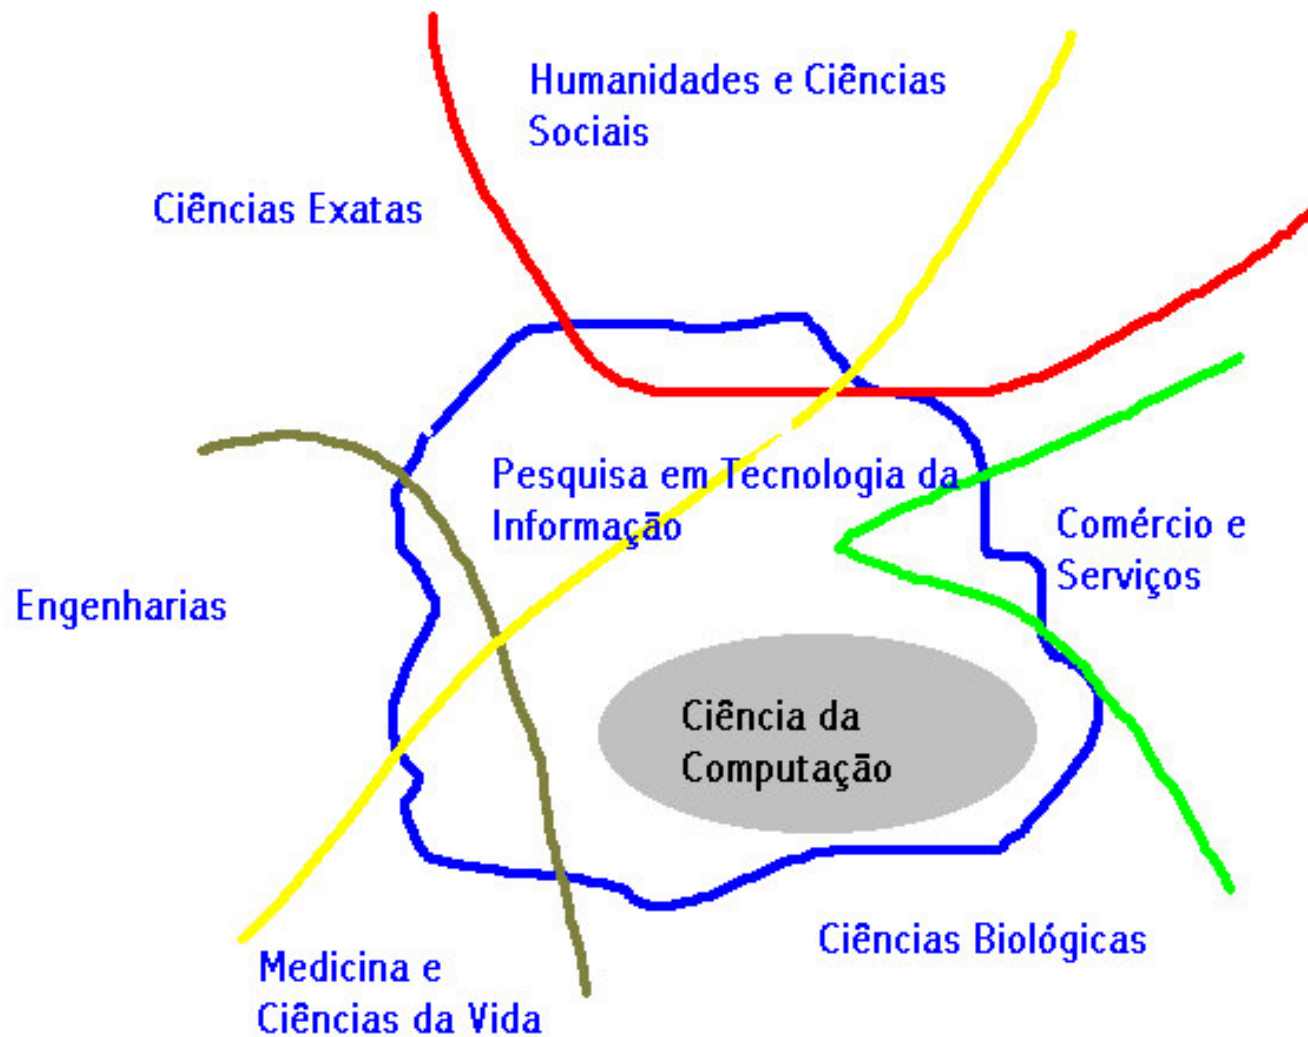 Humanidades e Ciências
Sociais
Ciências Exatas
Pesquisa em Tecnologia da
Informação
Comércio e
Serviços
Engenharias
Ciência da
Computação
Ciências Biológicas
Medicina e
Ciências da Vida